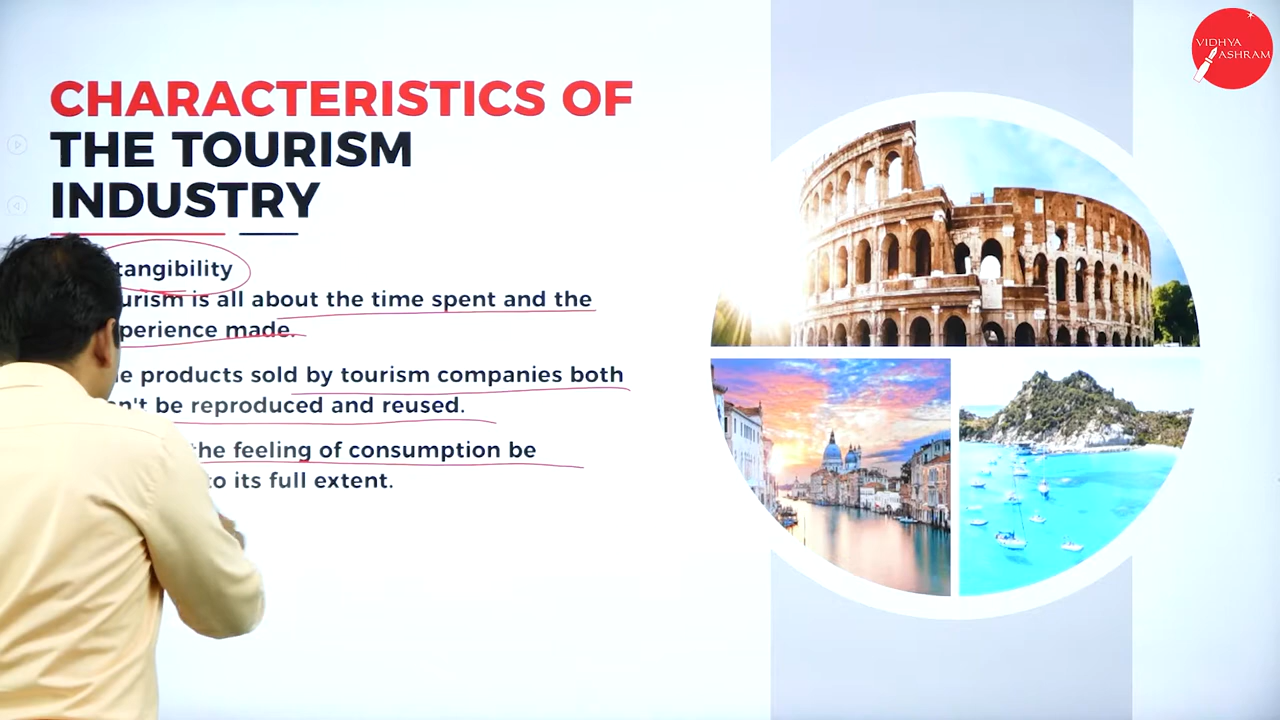 CHARACTERISTICS OF
THE TOURISM
INDUSTRY
tangibility
urism is all about the time spent and the
perience made.
e products sold by tourism companies both
n't be reproduced and reused.
the feeling of consumption be
to its full extent.
VIDHYA
ASHRAM